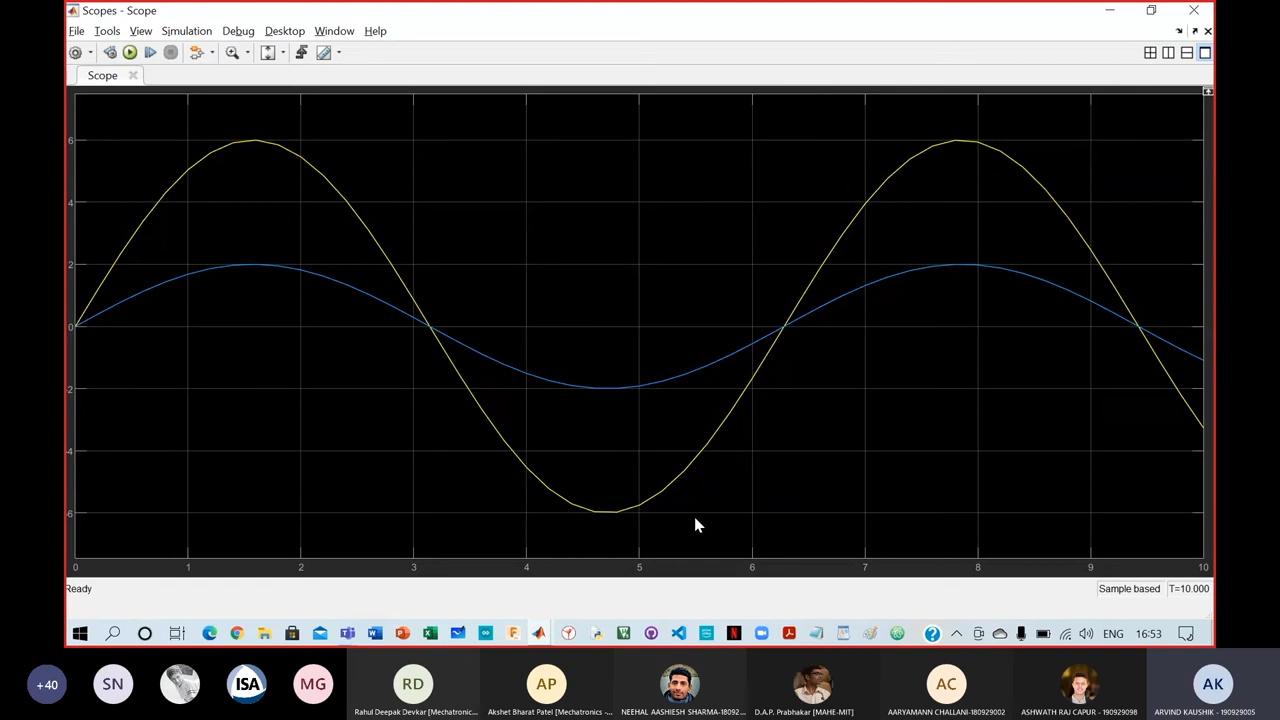 Scopes - Scope
File Tools View Simulation Debug Desktop Window Help
Scope
6
4
2
0
-2
-4
-6
0 1 2 3 4 5 6 7 8 9 10
Ready Sample based T=10.000
ENG 16:53
+40 SN ISA MG RD AP AC AK
Rahul Deepak Devkar [Mechatronic... Akshet Bharat Patel [Mechatronics -... NEEHAL AASHIESH SHARMA-18092... D.A.P. Prabhakar [MAHE-MIT] AARYAMANN CHALLANI-180929002 ASHWATH RAJ CAPUR - 190929098 ARVIND KAUSHIK - 190929005